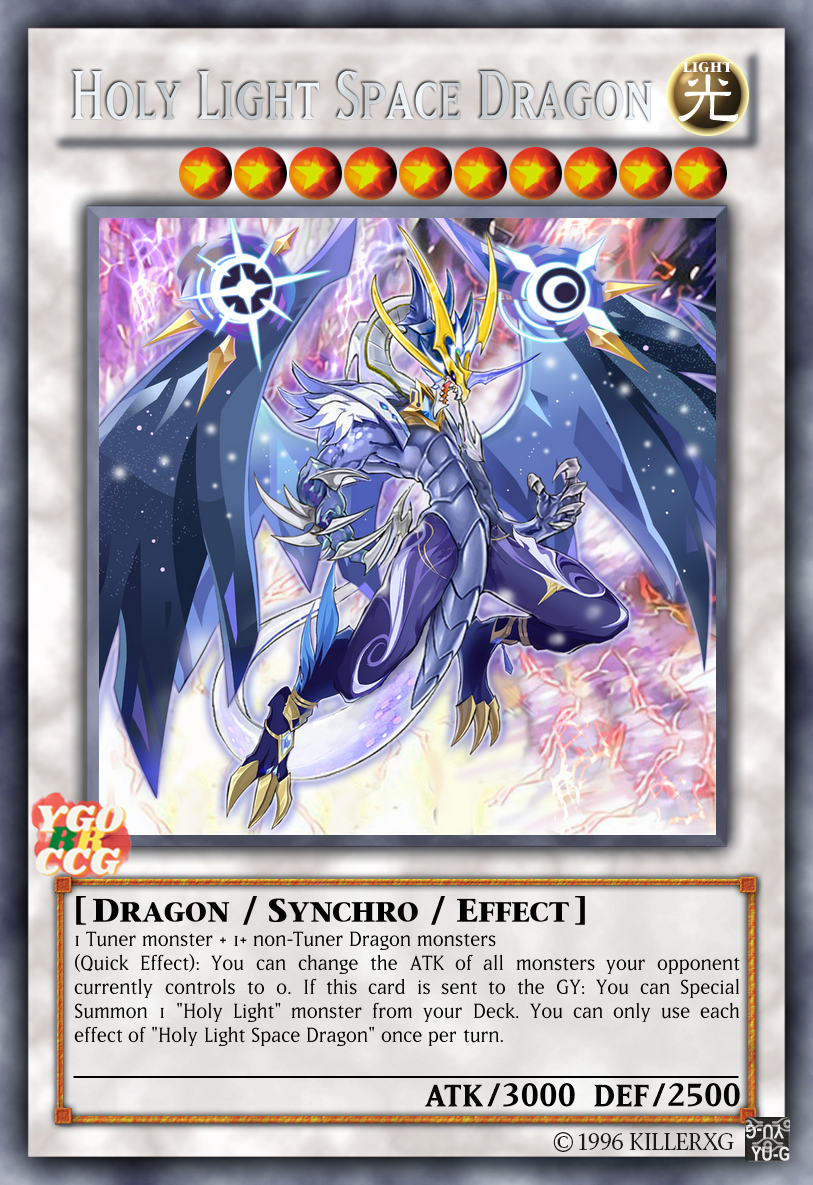 HOLY LIGHT SPACE DRAGON
LIGHT
光
[ DRAGON / SYNCHRO / EFFECT ]
1 Tuner monster + 1+ non-Tuner Dragon monsters
(Quick Effect): You can change the ATK of all monsters your opponent
currently controls to 0. If this card is sent to the GY: You can Special
Summon 1 "Holy Light" monster from your Deck. You can only use each
effect of "Holy Light Space Dragon" once per turn.
ATK/3000 DEF/2500
© 1996 KILLERXG
YGO
RR
CCG
YU-G